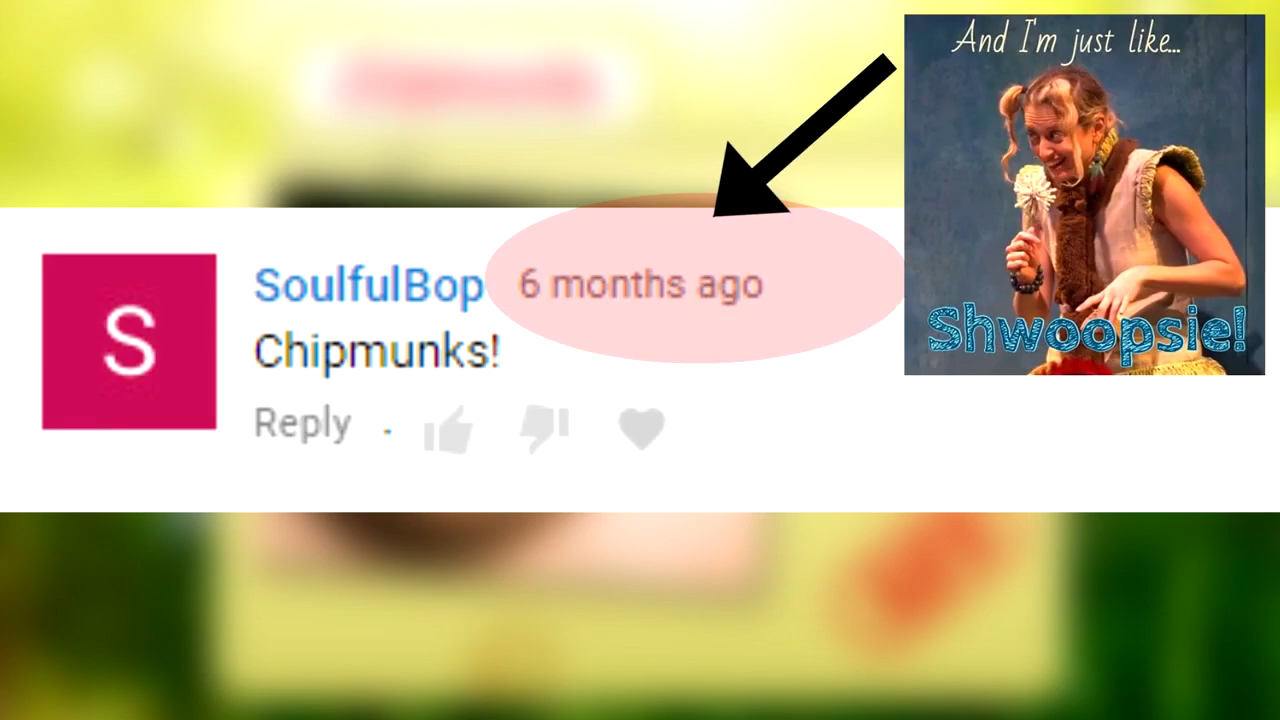 And I'm just like...
S
SoulfulBop 6 months ago
Chipmunks!
Reply
Shwoopsie!